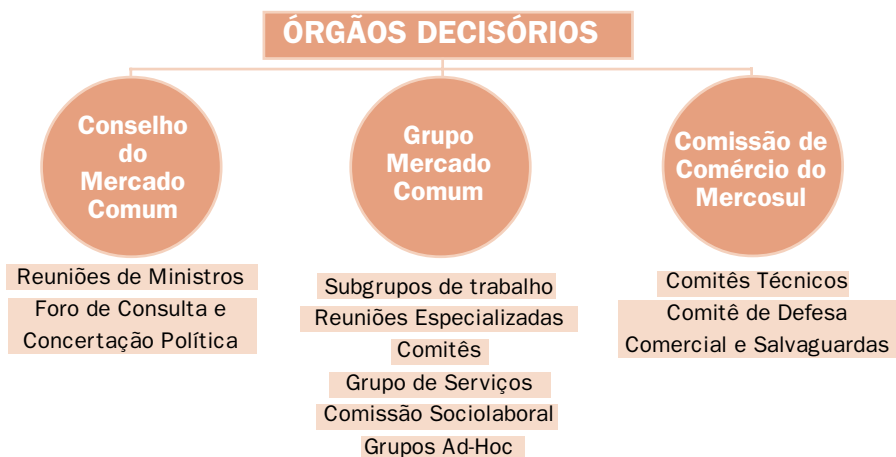 ÓRGÃOS DECISÓRIOS
Conselho
do
Mercado
Comum
Reuniões de Ministros
Foro de Consulta e
Concertação Política
Grupo
Mercado
Comum
Subgrupos de trabalho
Reuniões Especializadas
Comitês
Grupo de Serviços
Comissão Sociolaboral
Grupos Ad-Hoc
Comissão de
Comércio do
Mercosul
Comitês Técnicos
Comitê de Defesa
Comercial e Salvaguardas